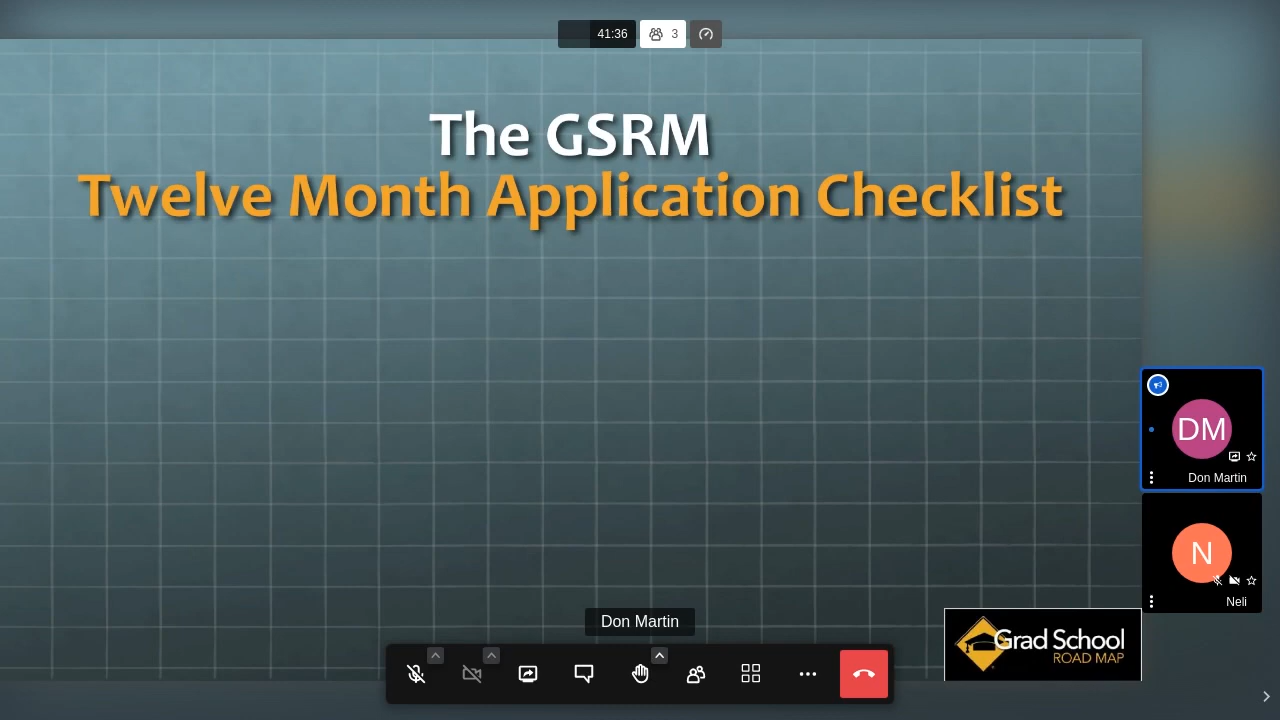 41:36
3
The GSRM
Twelve Month Application Checklist
DM
Don Martin
N
Neli
Don Martin
Grad School
ROAD MAP